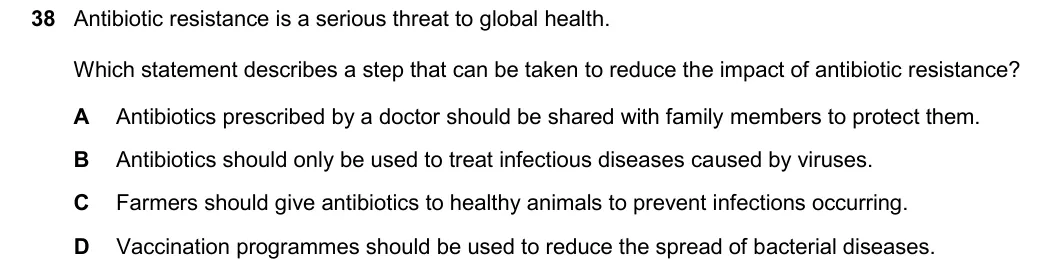 38 Antibiotic resistance is a serious threat to global health.
Which statement describes a step that can be taken to reduce the impact of antibiotic resistance?
A Antibiotics prescribed by a doctor should be shared with family members to protect them.
B Antibiotics should only be used to treat infectious diseases caused by viruses.
C Farmers should give antibiotics to healthy animals to prevent infections occurring.
D Vaccination programmes should be used to reduce the spread of bacterial diseases.